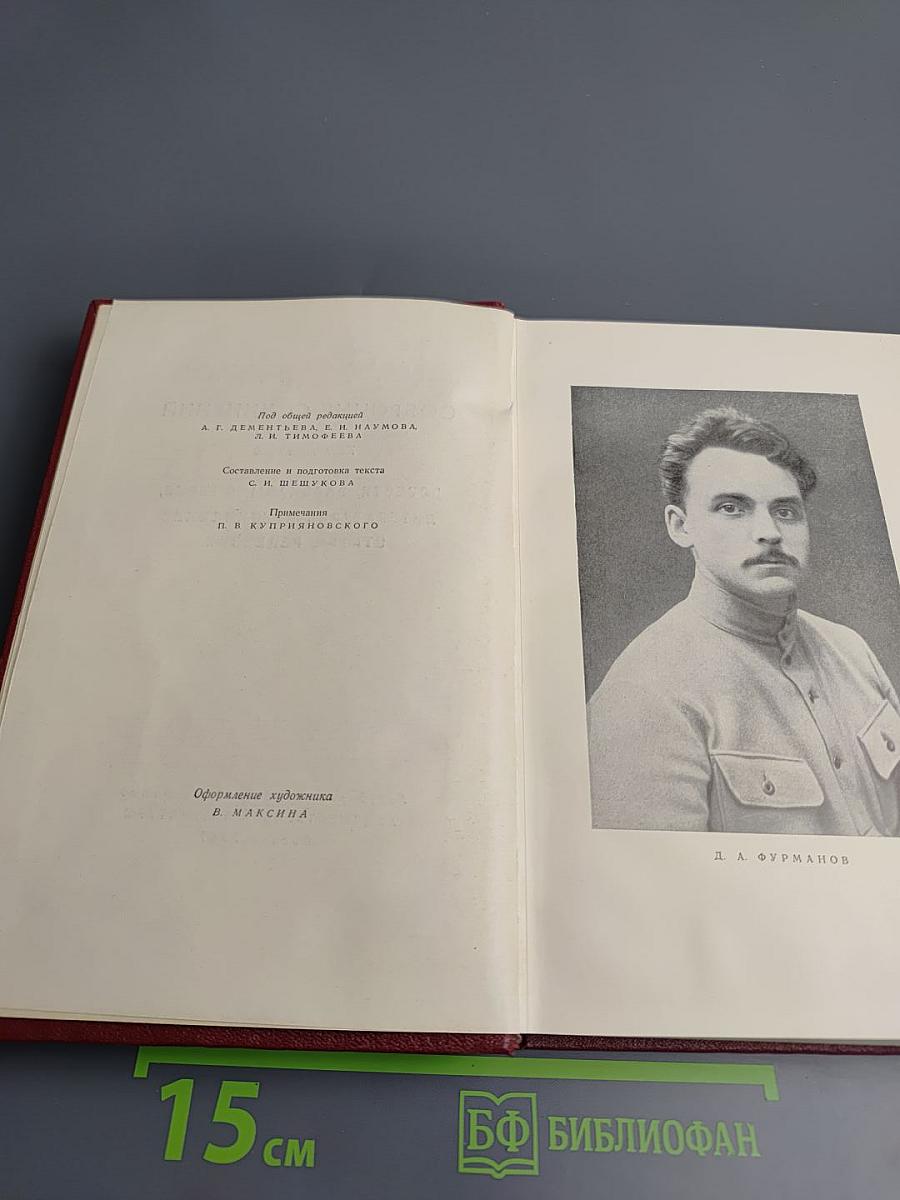 Под общей редакцией
А. Г. ДЕМЕНТЬЕВА, Е. И. НАУМОВА,
Л. И. ТИМОФЕЕВА
Составление и подготовка текста
С. И. ШЕШУКОВА
Примечания
П. В. КУПРИЯНОВСКОГО
Оформление художника
В. МАКСИНА
Д. А. ФУРМАНОВ
15 см
БФ БИБЛИОФАН